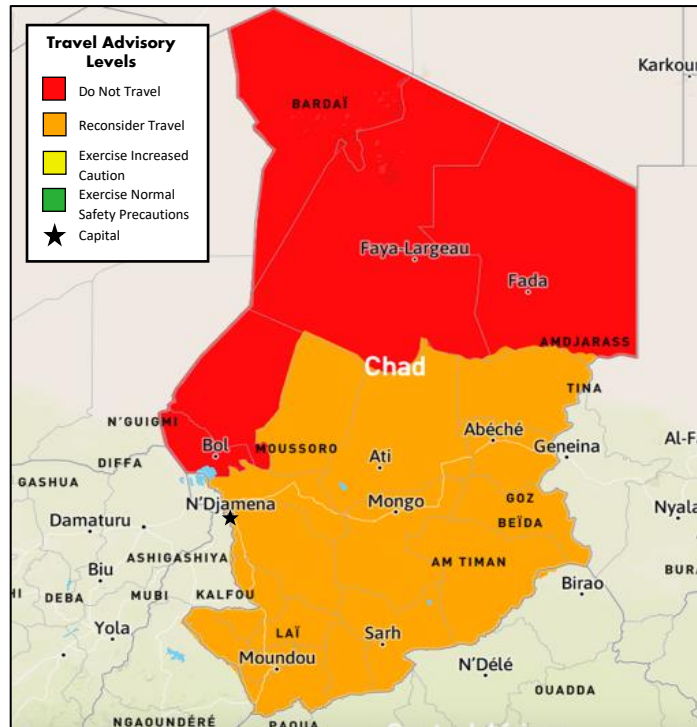 Travel Advisory
Levels
Do Not Travel
Reconsider Travel
Exercise Increased
Caution
Exercise Normal
Safety Precautions
Capital
Karkour
BARDAÏ
Faya-Largeau
Fada
AMDJARASS
Chad
TINA
N'GUIGMI
Bol
MOUSSORO
Abéché
Al-Fa
DIFFA
Ati
Geneina
GASHUA
N'Djamena
Mongo
GOZ
BEÏDA
Nyala
Damaturu
ASHIGASHIYA
AM TIMAN
Biu
Birao
BURA
HI
DEBA
MUBI
KALFOU
Yola
LAÏ
Sarh
Moundou
N'Délé
OUADDA
NGAOUNDÉRÉ
PAOUA